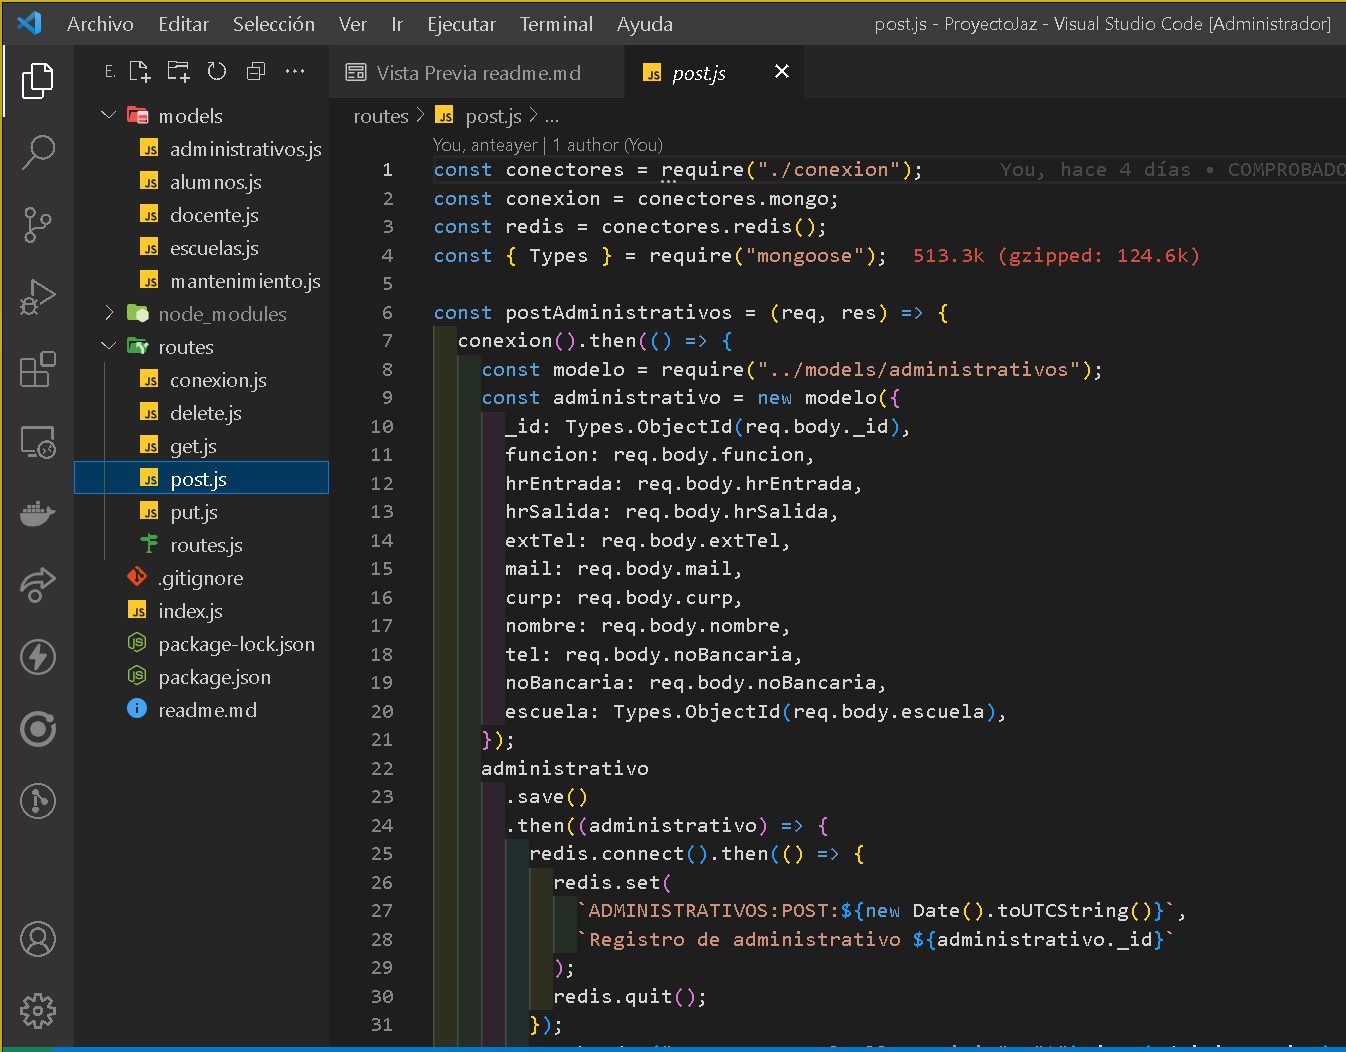 Archivo Editar Selección Ver Ir Ejecutar Terminal Ayuda post.js - ProyectoJaz - Visual Studio Code [Administrador]
E.
models
administrativos.js
alumnos.js
docente.js
escuelas.js
mantenimiento.js
node_modules
routes
conexion.js
delete.js
get.js
post.js
put.js
routes.js
.gitignore
index.js
package-lock.json
package.json
readme.md
Vista Previa readme.md
post.js
routes > post.js > ...
You, anteayer | 1 author (You)
1 const conectores = require("./conexion"); You, hace 4 días • COMPROBADO
2 const conexion = conectores.mongo;
3 const redis = conectores.redis();
4 const { Types } = require("mongoose"); 513.3k (gzipped: 124.6k)
5
6 const postAdministrativos = (req, res) => {
7 conexion().then(() => {
8 const modelo = require("../models/administrativos");
9 const administrativo = new modelo({
10 _id: Types.ObjectId(req.body._id),
11 funcion: req.body.funcion,
12 hrEntrada: req.body.hrEntrada,
13 hrSalida: req.body.hrSalida,
14 extTel: req.body.extTel,
15 mail: req.body.mail,
16 curp: req.body.curp,
17 nombre: req.body.nombre,
18 tel: req.body.noBancaria,
19 noBancaria: req.body.noBancaria,
20 escuela: Types.ObjectId(req.body.escuela),
21 });
22 administrativo
23 .save()
24 .then((administrativo) => {
25 redis.connect().then(() => {
26 redis.set(
27 `ADMINISTRATIVOS:POST:${new Date().toUTCString()}`,
28 `Registro de administrativo ${administrativo._id}`
29 );
30 redis.quit();
31 });